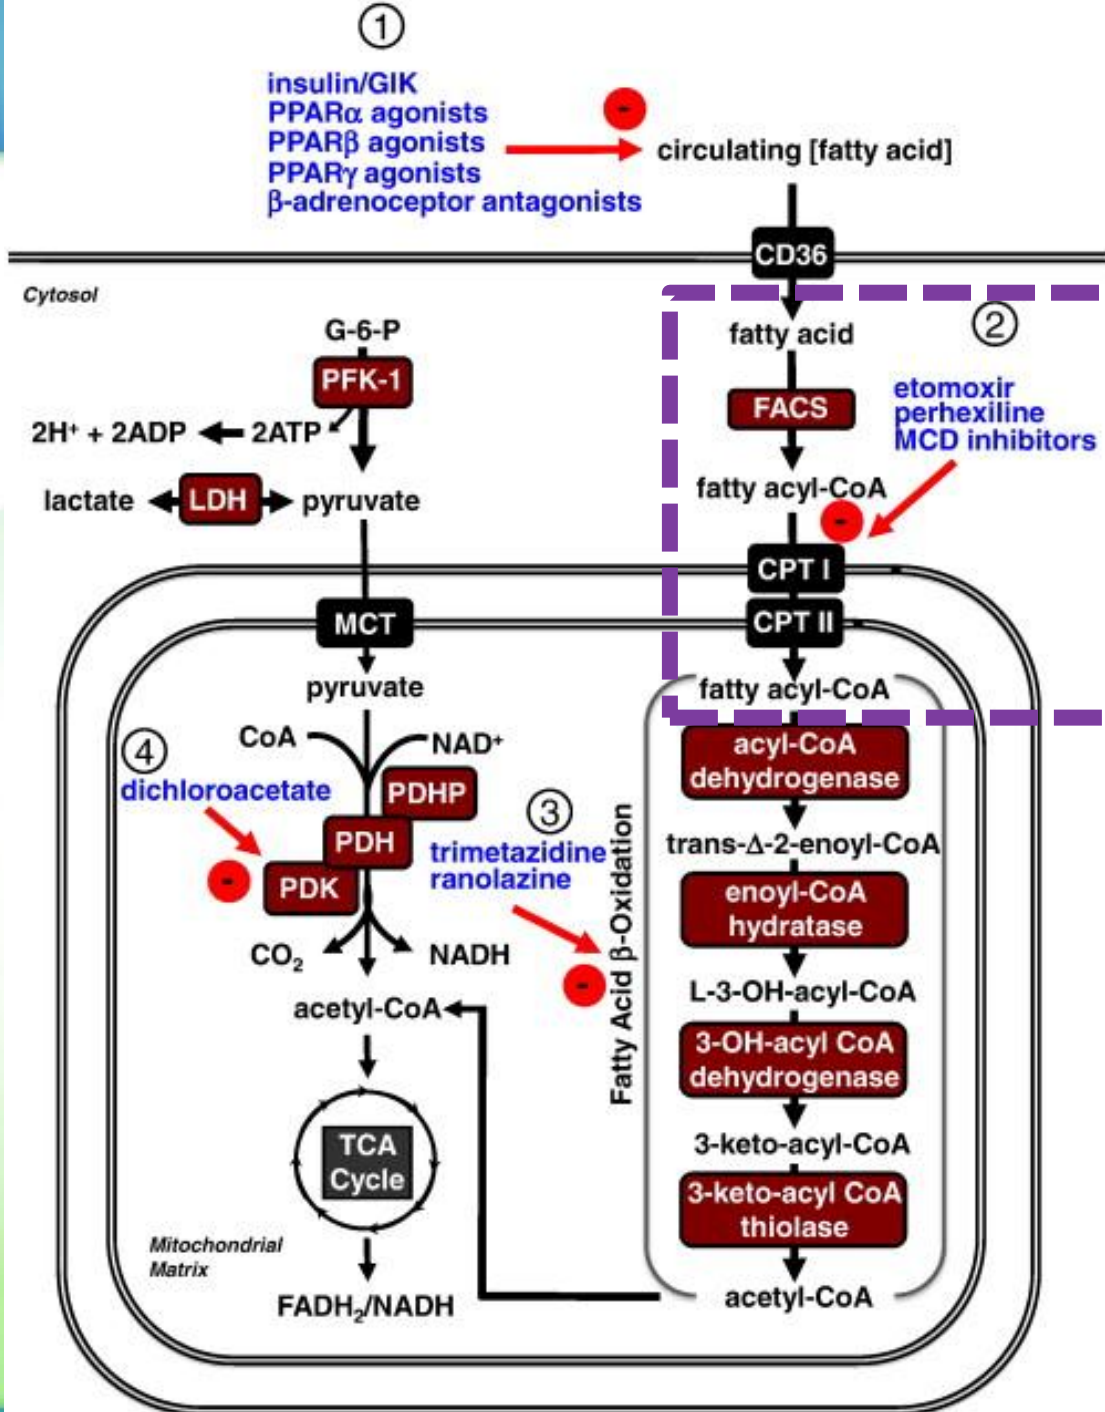 ①
insulin/GIK
PPARα agonists
PPARβ agonists
PPARγ agonists
β-adrenoceptor antagonists
-
circulating [fatty acid]
CD36
Cytosol
fatty acid
②
etomoxir
perhexiline
MCD inhibitors
FACS
fatty acyl-CoA
-
CPT I
CPT II
fatty acyl-CoA
G-6-P
PFK-1
2H⁺ + 2ADP
2ATP
lactate
LDH
pyruvate
MCT
pyruvate
CoA
NAD⁺
④
dichloroacetate
-
PDHP
PDH
PDK
CO₂
NADH
③
trimetazidine
ranolazine
-
Fatty Acid β-Oxidation
acyl-CoA
dehydrogenase
trans-Δ-2-enoyl-CoA
enoyl-CoA
hydratase
L-3-OH-acyl-CoA
3-OH-acyl CoA
dehydrogenase
3-keto-acyl-CoA
3-keto-acyl CoA
thiolase
acetyl-CoA
acetyl-CoA
TCA
Cycle
Mitochondrial
Matrix
FADH₂/NADH